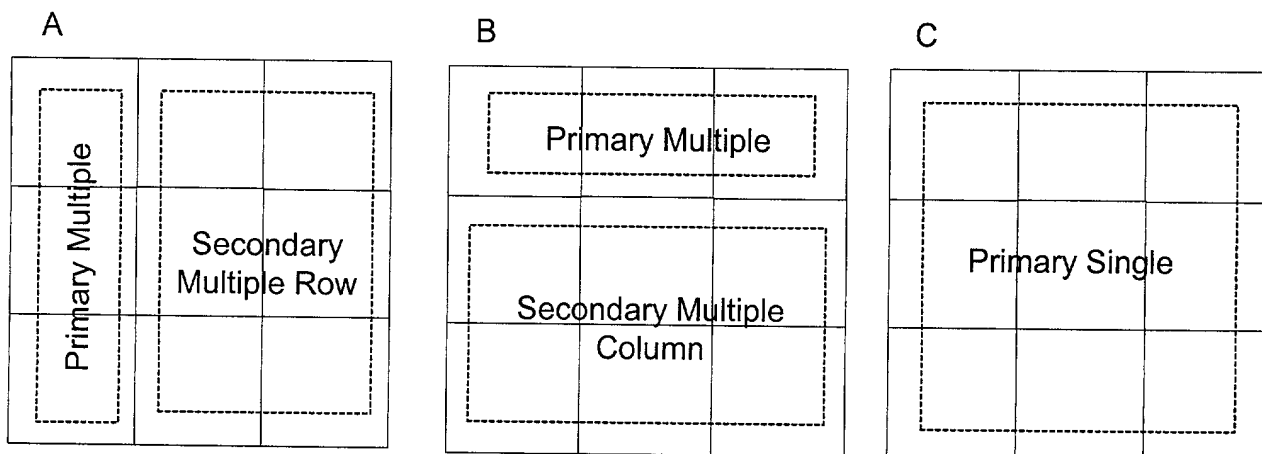 A
Primary Multiple
Secondary
Multiple Row
B
Primary Multiple
Secondary Multiple
Column
C
Primary Single